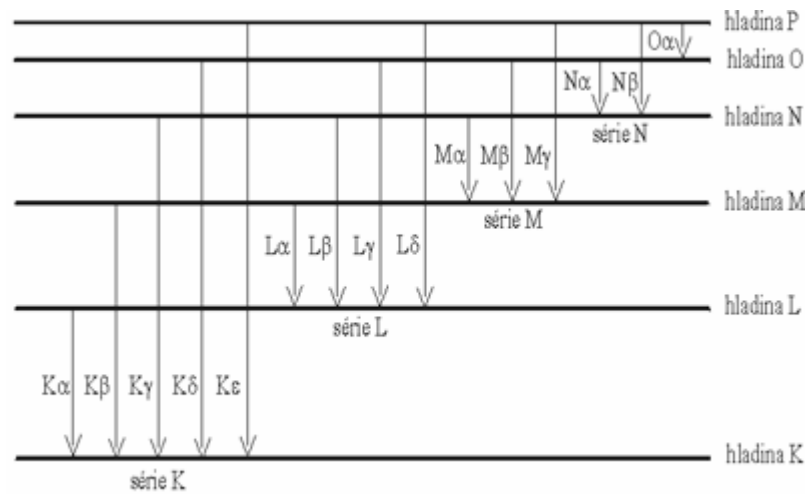 hladina P
Oα
hladina O
Nα Nβ
hladina N
série N
Mα Mβ Mγ
hladina M
série M
Lα Lβ Lγ Lδ
hladina L
série L
Kα Kβ Kγ Kδ Kε
hladina K
série K